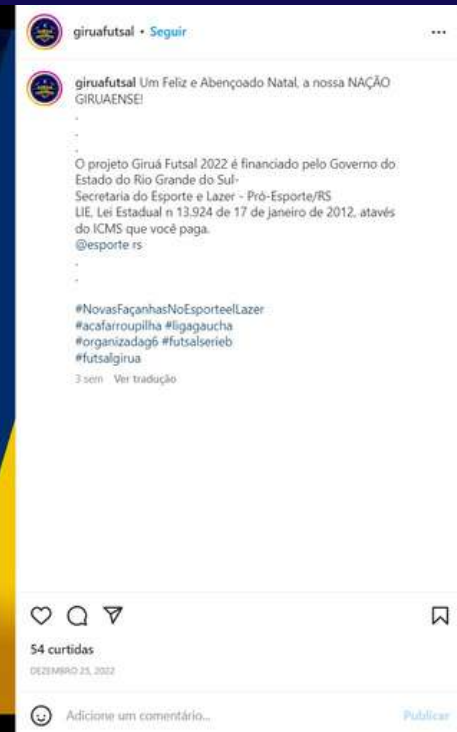 giruafutsal • Seguir
giruafutsal Um Feliz e Abençoado Natal, a nossa NAÇÃO
GIRUAENSE!
.
.
.
O projeto Giruá Futsal 2022 é financiado pelo Governo do
Estado do Rio Grande do Sul-
Secretaria do Esporte e Lazer - Pró-Esporte/RS
LIE, Lei Estadual n 13.924 de 17 de janeiro de 2012, atavés
do ICMS que você paga.
@esporte rs
.
.
#NovasFaçanhasNoEsporteelLazer
#acafarroupilha #ligagaucha
#organizadag6 #futsalserieb
#futsalgirua
3 sem Ver tradução
54 curtidas
DEZEMBRO 25, 2022
Adicione um comentário... Publicar